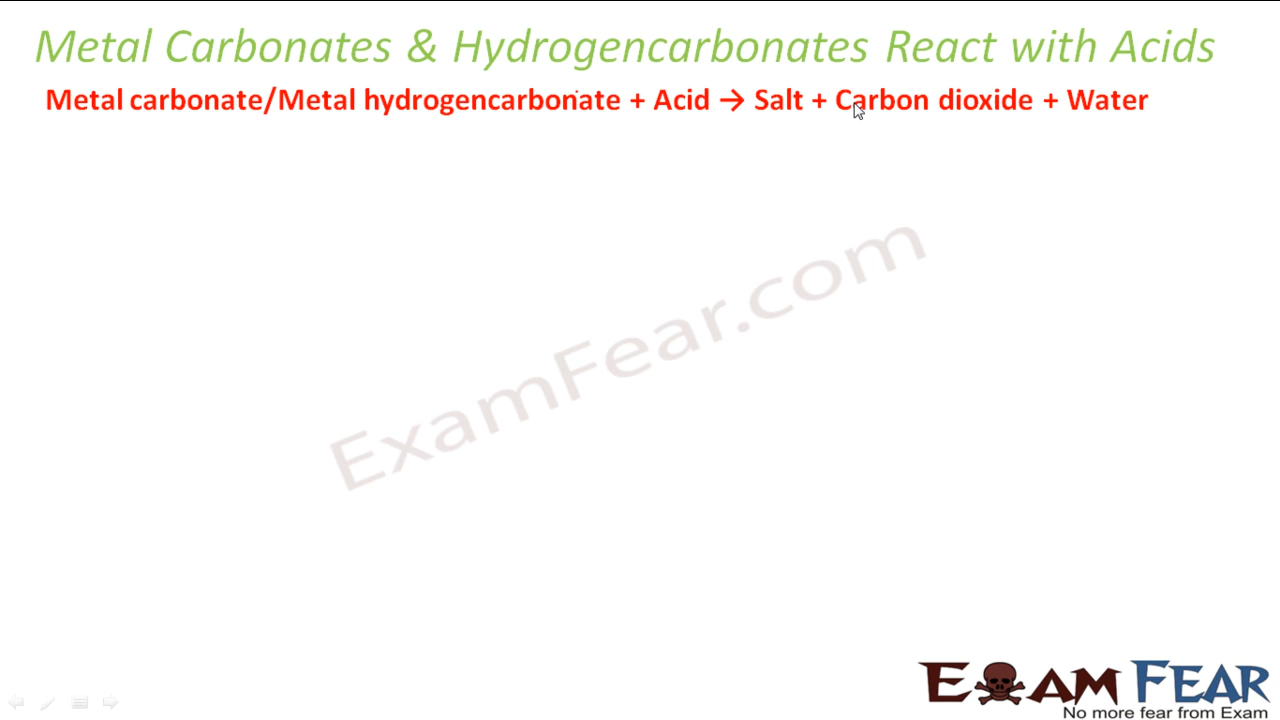 Metal Carbonates & Hydrogencarbonates React with Acids
Metal carbonate/Metal hydrogencarbonate + Acid → Salt + Carbon dioxide + Water
ExamFear.com
EXAM FEAR
No more fear from Exam